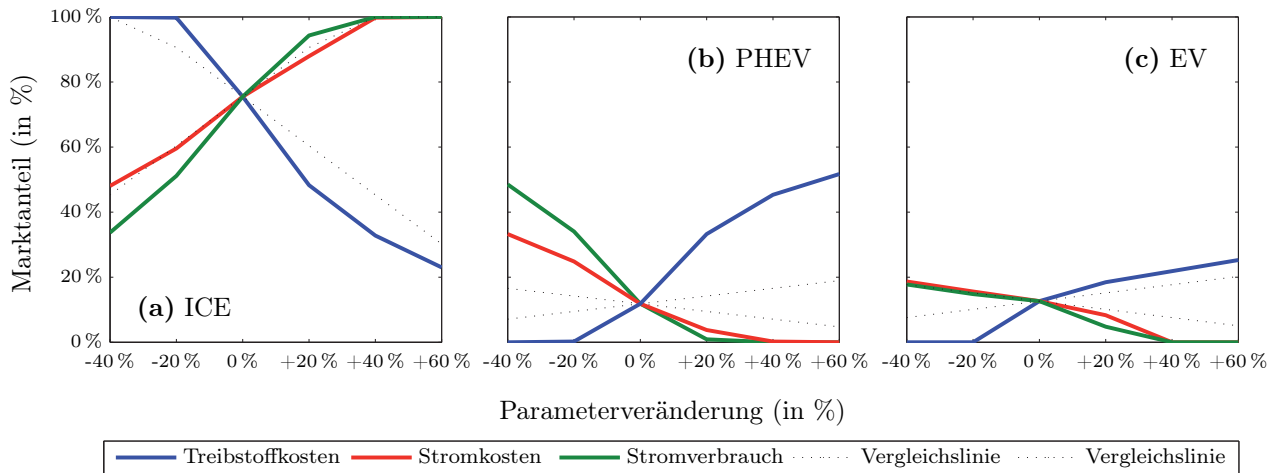 100 %
80 %
60 %
40 %
20 %
0 %
Marktanteil (in %)
(a) ICE
(b) PHEV
(c) EV
-40 % -20 % 0 % +20 % +40 % +60 %
-40 % -20 % 0 % +20 % +40 % +60 %
-40 % -20 % 0 % +20 % +40 % +60 %
Parameterveränderung (in %)
Treibstoffkosten Stromkosten Stromverbrauch Vergleichslinie Vergleichslinie